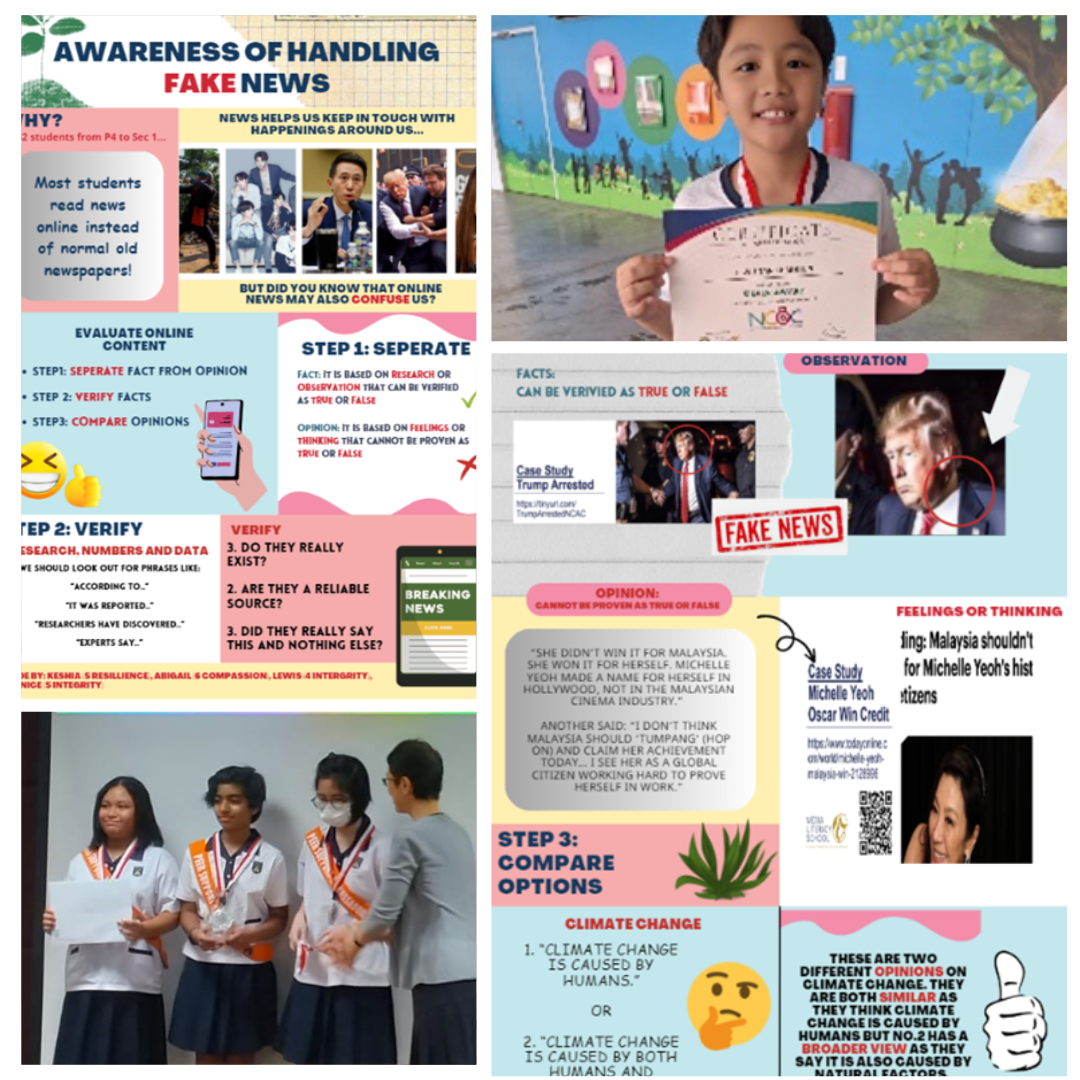 AWARENESS OF HANDLING
FAKE NEWS
HY?
2 students from P4 to Sec 1...
Most students
read news
online instead
of normal old
newspapers!
NEWS HELPS US KEEP IN TOUCH WITH
HAPPENINGS AROUND US...
BUT DID YOU KNOW THAT ONLINE
NEWS MAY ALSO CONFUSE US?
EVALUATE ONLINE
CONTENT
• STEP1: SEPERATE FACT FROM OPINION
• STEP 2: VERIFY FACTS
• STEP3: COMPARE OPINIONS
STEP 1: SEPERATE
FACT: IT IS BASED ON RESEARCH OR
OBSERVATION THAT CAN BE VERIFIED
AS TRUE OR FALSE
OPINION: IT IS BASED ON FEELINGS OR
THINKING THAT CANNOT BE PROVEN AS
TRUE OR FALSE
TEP 2: VERIFY
ESEARCH, NUMBERS AND DATA
WE SHOULD LOOK OUT FOR PHRASES LIKE:
"ACCORDING TO.."
"IT WAS REPORTED.."
"RESEARCHERS HAVE DISCOVERED.."
"EXPERTS SAY..."
VERIFY
3. DO THEY REALLY
EXIST?
2. ARE THEY A RELIABLE
SOURCE?
3. DID THEY REALLY SAY
THIS AND NOTHING ELSE?
BREAKING
NEWS
DE BY: KESHIA 5 RESILLIENCE, ABIGAIL 6 COMPASSION, LEWIS 4 INTERGRITY,
NIGE 5 INTEGRITY
CERTIFICATE
NCAC
FACTS:
CAN BE VERIVIED AS TRUE OR FALSE
Case Study
Trump Arrested
https://tinyurl.com/
TrumpArrestedNCAC
OBSERVATION
FAKE NEWS
OPINION:
CANNOT BE PROVEN AS TRUE OR FALSE
"SHE DIDN'T WIN IT FOR MALAYSIA.
SHE WON IT FOR HERSELF. MICHELLE
YEOH MADE A NAME FOR HERSELF IN
HOLLYWOOD, NOT IN THE MALAYSIAN
CINEMA INDUSTRY."
ANOTHER SAID: "I DON'T THINK
MALAYSIA SHOULD 'TUMPANG' (HOP
ON) AND CLAIM HER ACHIEVEMENT
TODAY... I SEE HER AS A GLOBAL
CITIZEN WORKING HARD TO PROVE
HERSELF IN WORK."
FEELINGS OR THINKING
ding: Malaysia shouldn't
for Michelle Yeoh's hist
etizens
Case Study
Michelle Yeoh
Oscar Win Credit
https://www.todayonline.c
om/world/michelle-yeoh-
malaysia-win-2128996
MEDIA
LITERACY
SCHOOL
STEP 3:
COMPARE
OPTIONS
CLIMATE CHANGE
1. "CLIMATE CHANGE
IS CAUSED BY
HUMANS."
OR
2. "CLIMATE CHANGE
IS CAUSED BY BOTH
HUMANS AND
THESE ARE TWO
DIFFERENT OPINIONS ON
CLIMATE CHANGE. THEY
ARE BOTH SIMILAR AS
THEY THINK CLIMATE
CHANGE IS CAUSED BY
HUMANS BUT NO.2 HAS A
BROADER VIEW AS THEY
SAY IT IS ALSO CAUSED BY
NATURAL FACTORS